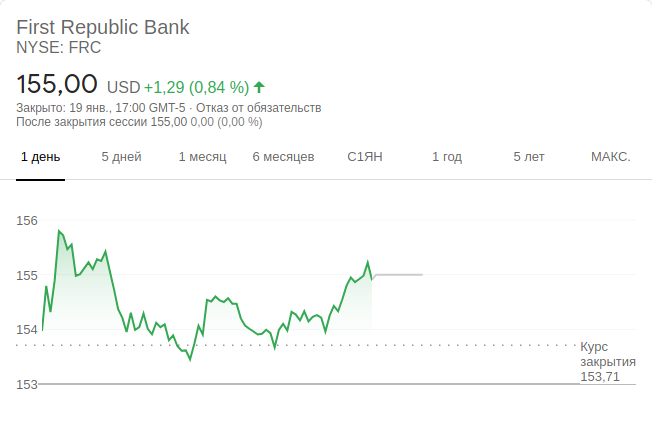 First Republic Bank
NYSE: FRC
155,00 USD +1,29 (0,84 %)
Закрыто: 19 янв., 17:00 GMT-5 · Отказ от обязательств
После закрытия сессии 155,00 0,00 (0,00 %)
1 день 5 дней 1 месяц 6 месяцев С1ЯН 1 год 5 лет МАКС.
156
155
154
Курс
закрытия
153,71
153